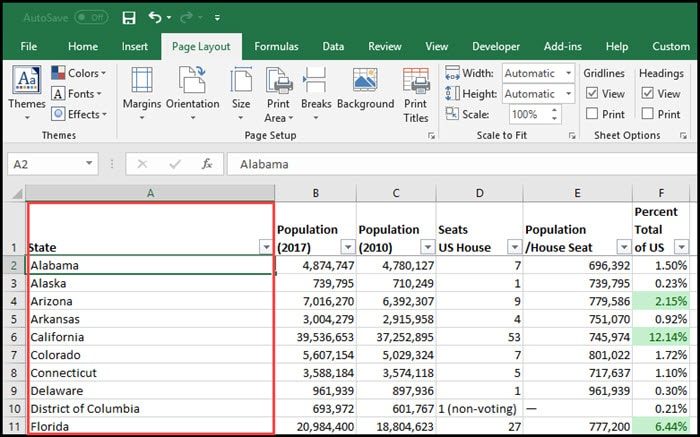 AutoSave Off
File Home Insert Page Layout Formulas Data Review View Developer Add-ins Help Custom
Aa Colors Width: Automatic Gridlines Headings
A Fonts Height: Automatic View View
Themes Effects Margins Orientation Size Print Area Breaks Background Print Titles Scale: 100% Print Print
Themes Page Setup Scale to Fit Sheet Options
A2 fx Alabama
A B C D E F
1 State Population (2017) Population (2010) Seats US House Population /House Seat Percent Total of US
2 Alabama 4,874,747 4,780,127 7 696,392 1.50%
3 Alaska 739,795 710,249 1 739,795 0.23%
4 Arizona 7,016,270 6,392,307 9 779,586 2.15%
5 Arkansas 3,004,279 2,915,958 4 751,070 0.92%
6 California 39,536,653 37,252,895 53 745,974 12.14%
7 Colorado 5,607,154 5,029,324 7 801,022 1.72%
8 Connecticut 3,588,184 3,574,118 5 717,637 1.10%
9 Delaware 961,939 897,936 1 961,939 0.30%
10 District of Columbia 693,972 601,767 1 (non-voting) — 0.21%
11 Florida 20,984,400 18,804,623 27 777,200 6.44%